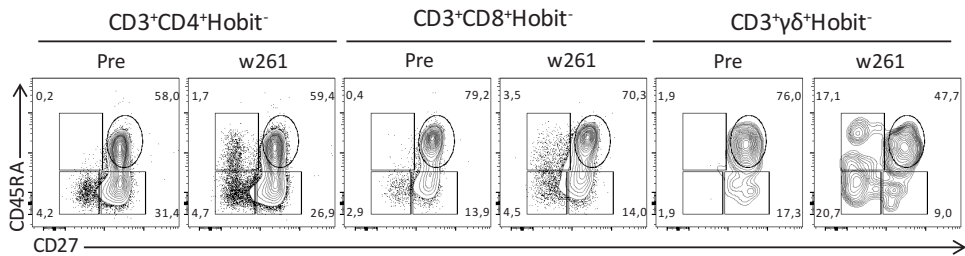 CD3⁺CD4⁺Hobit⁻ CD3⁺CD8⁺Hobit⁻ CD3⁺γδ⁺Hobit⁻
Pre w261 Pre w261 Pre w261
0,2 58,0 1,7 59,4 0,4 79,2 3,5 70,3 1,9 76,0 17,1 47,7
CD45RA
4,2 31,4 4,7 26,9 2,9 13,9 4,5 14,0 1,9 17,3 20,7 9,0
CD27